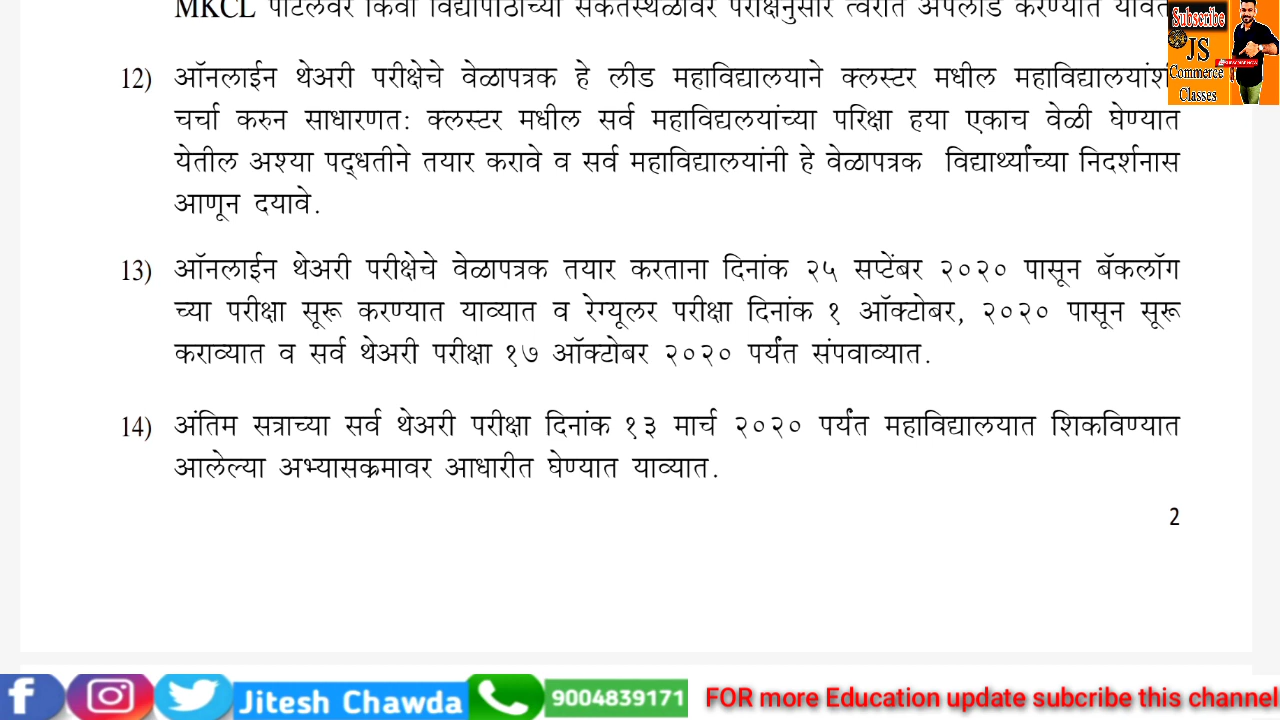 MKCL पोर्टलवर किंवा विद्यापीठाच्या संकेतस्थळावर परीक्षेनुसार त्वरीत अपलोड करण्यात यावेत
12) ऑनलाईन थेअरी परीक्षेचे वेळापत्रक हे लीड महाविद्यालयाने क्लस्टर मधील महाविद्यालयांशी
चर्चा करुन साधारणत: क्लस्टर मधील सर्व महाविद्यलयांच्या परिक्षा हया एकाच वेळी घेण्यात
येतील अश्या पद्धतीने तयार करावे व सर्व महाविद्यालयांनी हे वेळापत्रक विद्यार्थ्यांच्या निदर्शनास
आणून दयावे.
13) ऑनलाईन थेअरी परीक्षेचे वेळापत्रक तयार करताना दिनांक २५ सप्टेंबर २०२० पासून बॅकलॉग
च्या परीक्षा सूरू करण्यात याव्यात व रेग्यूलर परीक्षा दिनांक १ ऑक्टोबर, २०२० पासून सूरू
कराव्यात व सर्व थेअरी परीक्षा १७ ऑक्टोबर २०२० पर्यंत संपवाव्यात.
14) अंतिम सत्राच्या सर्व थेअरी परीक्षा दिनांक १३ मार्च २०२० पर्यंत महाविद्यालयात शिकविण्यात
आलेल्या अभ्यासक्रमावर आधारीत घेण्यात याव्यात.
2
Subscribe
JS
Commerce
Classes
Jitesh Chawda
9004839171
FOR more Education update subcribe this channel